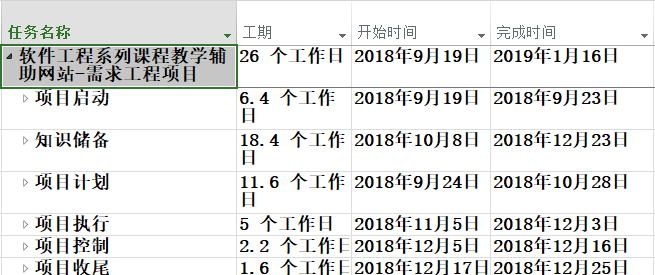 任务名称 工期 开始时间 完成时间
软件工程系列课程教学辅 26 个工作日 2018年9月19日 2019年1月16日
助网站-需求工程项目
项目启动 6.4 个工作 2018年9月19日 2018年9月23日
日
知识储备 18.4 个工作 2018年10月8日 2018年12月23日
日
项目计划 11.6 个工作 2018年9月24日 2018年10月28日
日
项目执行 5 个工作日 2018年11月5日 2018年12月3日
项目控制 2.2 个工作日 2018年12月5日 2018年12月16日
项目收尾 1.6 个工作日 2018年12月17日 2018年12月25日